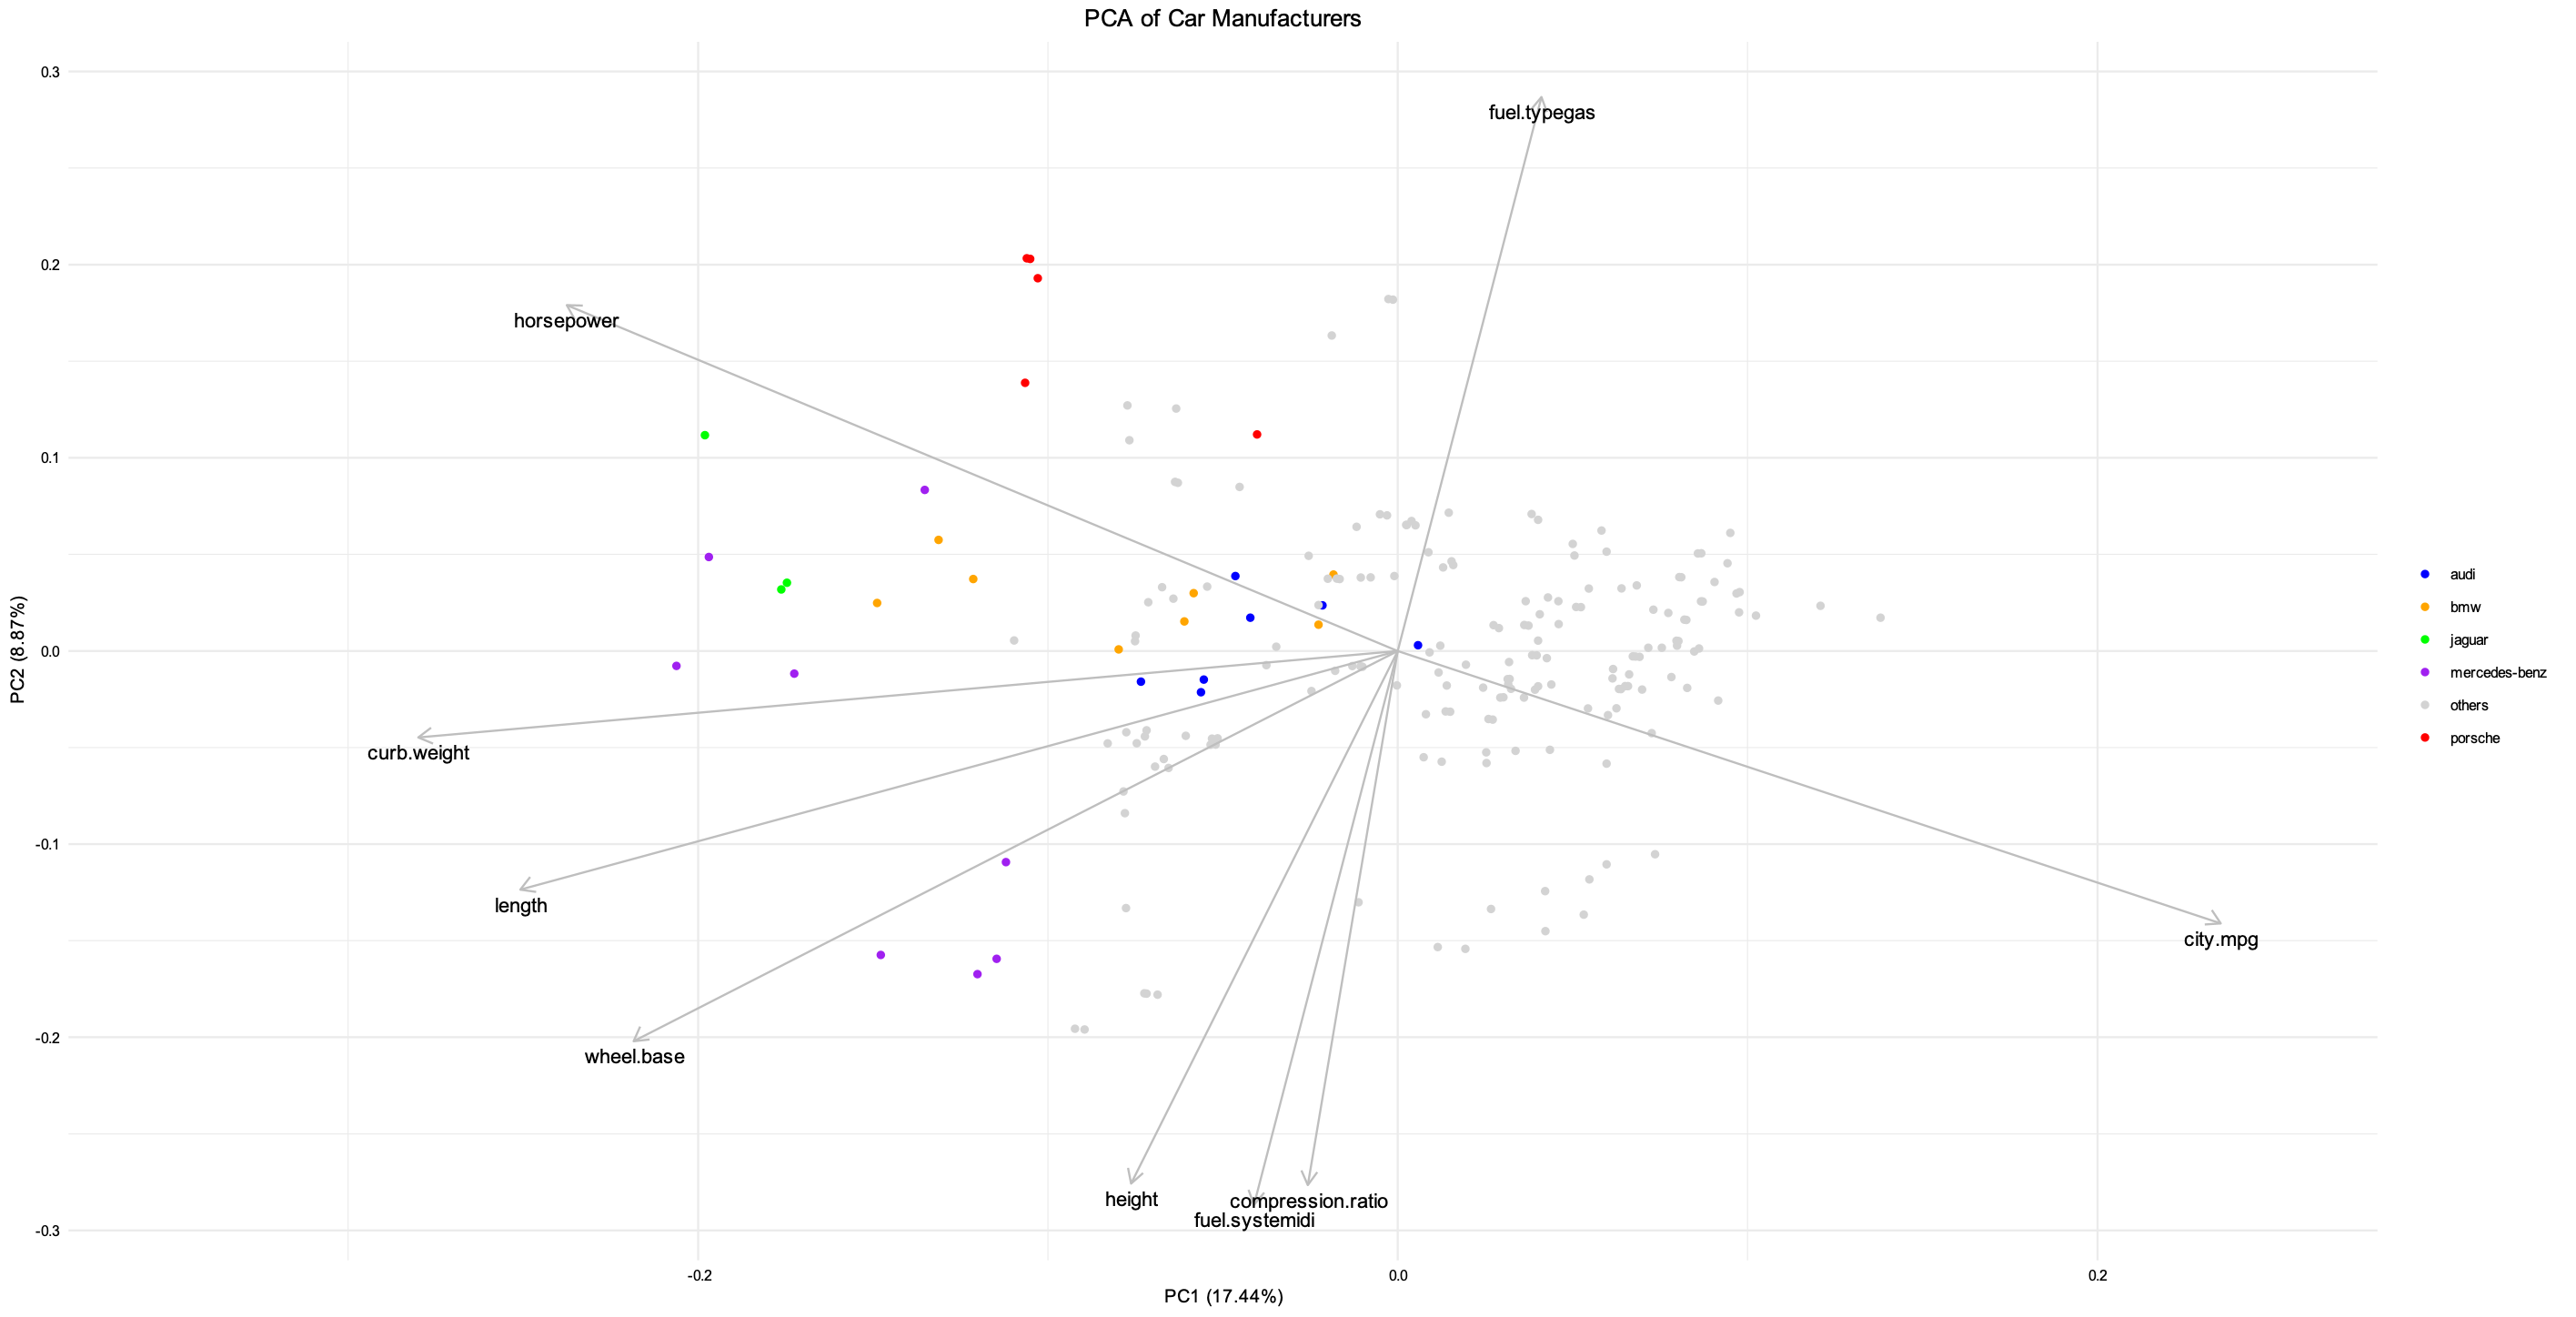 PCA of Car Manufacturers
0.3
fuel.typegas
0.2
horsepower
0.1
0.0
PC2 (8.87%)
curb.weight
-0.1
length
city.mpg
-0.2
wheel.base
height
compression.ratio
fuel.systemidi
-0.3
-0.2
0.0
0.2
PC1 (17.44%)
audi
bmw
jaguar
mercedes-benz
others
porsche